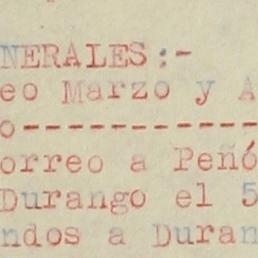 NERALES:-
eo Marzo y A
o-----------
orreo a Peñó
Durango el 5
ndos a Duran